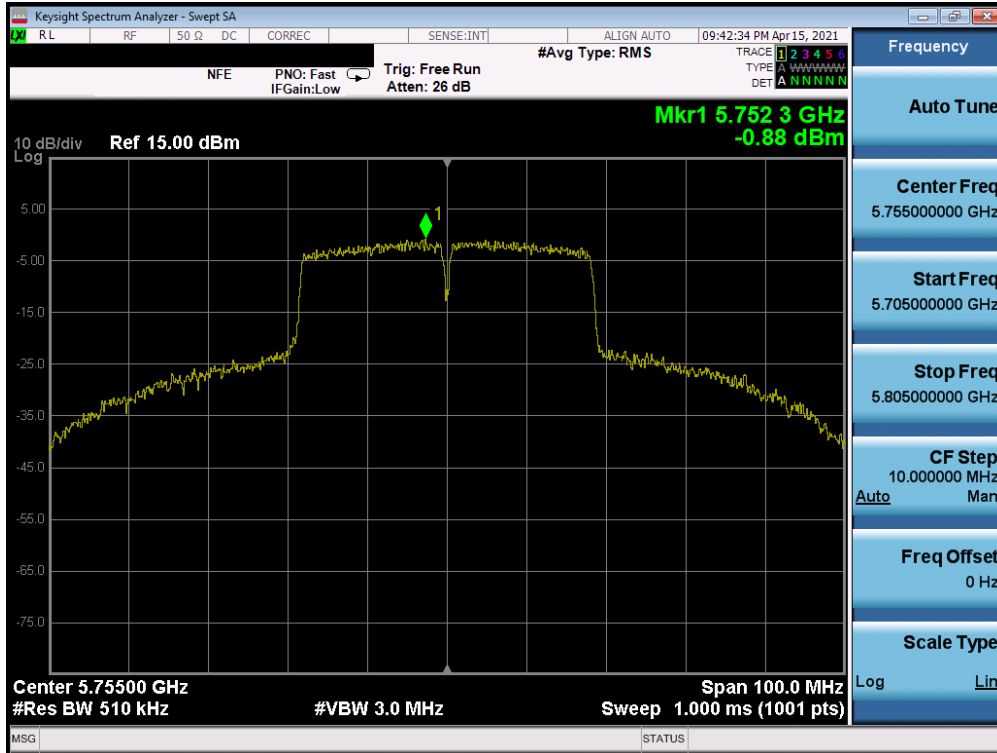 Keysight Spectrum Analyzer - Swept SA
LXI RL RF 50 Ω DC CORREC SENSE:INT ALIGN AUTO 09:42:34 PM Apr 15, 2021
NFE PNO: Fast IFGain:Low Trig: Free Run Atten: 26 dB #Avg Type: RMS
TRACE 1 2 3 4 5 6
TYPE A WWWWW
DET A N N N N N
Mkr1 5.752 3 GHz
-0.88 dBm
10 dB/div Ref 15.00 dBm
Log
1
5.00
-5.00
-15.0
-25.0
-35.0
-45.0
-55.0
-65.0
-75.0
Center 5.75500 GHz Span 100.0 MHz
#Res BW 510 kHz #VBW 3.0 MHz Sweep 1.000 ms (1001 pts)
MSG STATUS
Frequency
Auto Tune
Center Freq
5.755000000 GHz
Start Freq
5.705000000 GHz
Stop Freq
5.805000000 GHz
CF Step
10.000000 MHz
Auto Man
Freq Offset
0 Hz
Scale Type
Log Lin